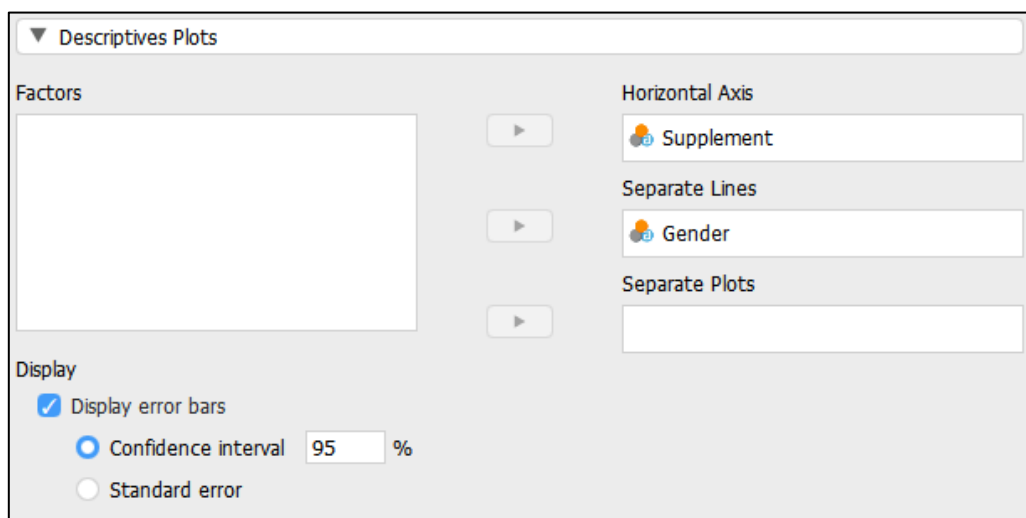 Descriptives Plots
Factors
Horizontal Axis
Supplement
Separate Lines
Gender
Separate Plots
Display
Display error bars
Confidence interval 95 %
Standard error